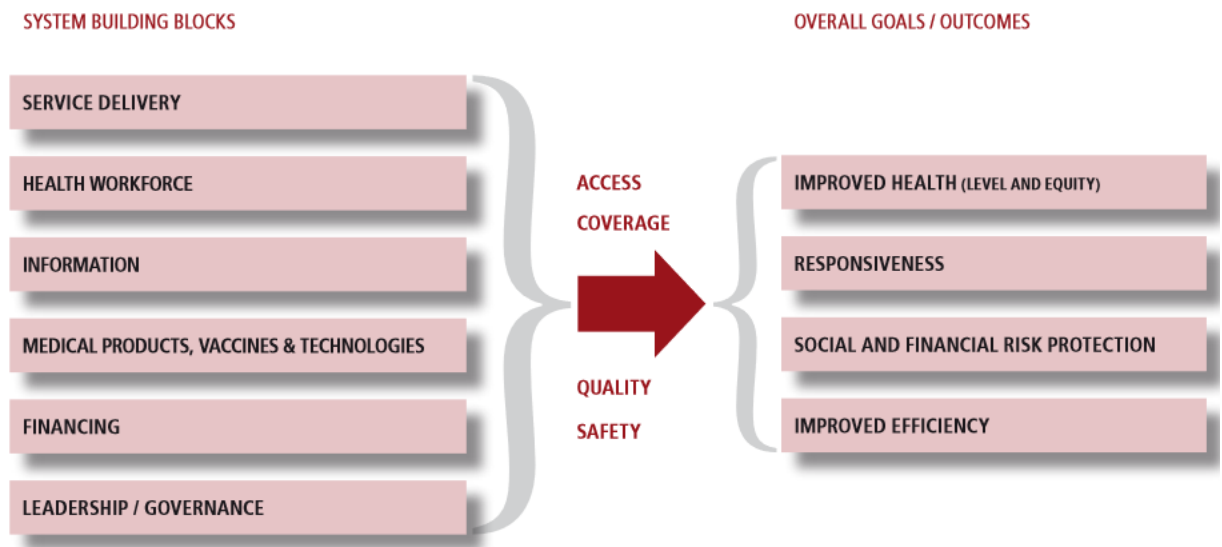 SYSTEM BUILDING BLOCKS
SERVICE DELIVERY
HEALTH WORKFORCE
INFORMATION
MEDICAL PRODUCTS, VACCINES & TECHNOLOGIES
FINANCING
LEADERSHIP / GOVERNANCE
ACCESS
COVERAGE
QUALITY
SAFETY
OVERALL GOALS / OUTCOMES
IMPROVED HEALTH (LEVEL AND EQUITY)
RESPONSIVENESS
SOCIAL AND FINANCIAL RISK PROTECTION
IMPROVED EFFICIENCY